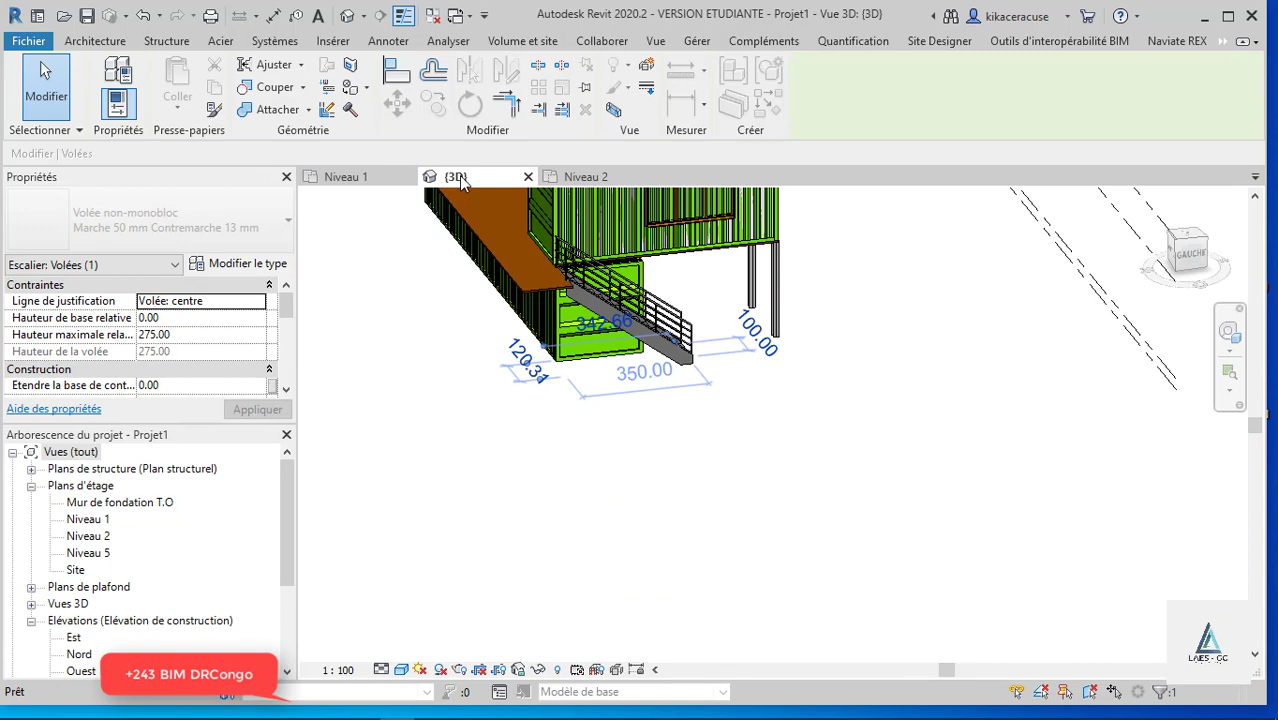 Autodesk Revit 2020.2 - VERSION ETUDIANTE - Projet1 - Vue 3D: {3D}
kikaceracuse
Fichier Architecture Structure Acier Systèmes Insérer Annoter Analyser Volume et site Collaborer Vue Gérer Compléments Quantification Site Designer Outils d'interopérabilité BIM Naviate REX
Modifier
Coller
Ajuster
Couper
Attacher
Sélectionner Propriétés Presse-papiers Géométrie Modifier Vue Mesurer Créer
Modifier | Volées
Propriétés
Niveau 1
{3D}
Niveau 2
Volée non-monobloc
Marche 50 mm Contremarche 13 mm
Escalier: Volées (1)
Modifier le type
Contraintes
Ligne de justification Volée: centre
Hauteur de base relative 0.00
Hauteur maximale rela... 275.00
Hauteur de la volée 275.00
Construction
Etendre la base de cont... 0.00
Aide des propriétés
Appliquer
Arborescence du projet - Projet1
Vues (tout)
Plans de structure (Plan structurel)
Plans d'étage
Mur de fondation T.O
Niveau 1
Niveau 2
Niveau 5
Site
Plans de plafond
Vues 3D
Elévations (Elévation de construction)
Est
Nord
Ouest
342.66
100.00
120.31
350.00
GAUCHE
LAES - GC
+243 BIM DRCongo
1 : 100
Prêt
:0
Modèle de base
:1